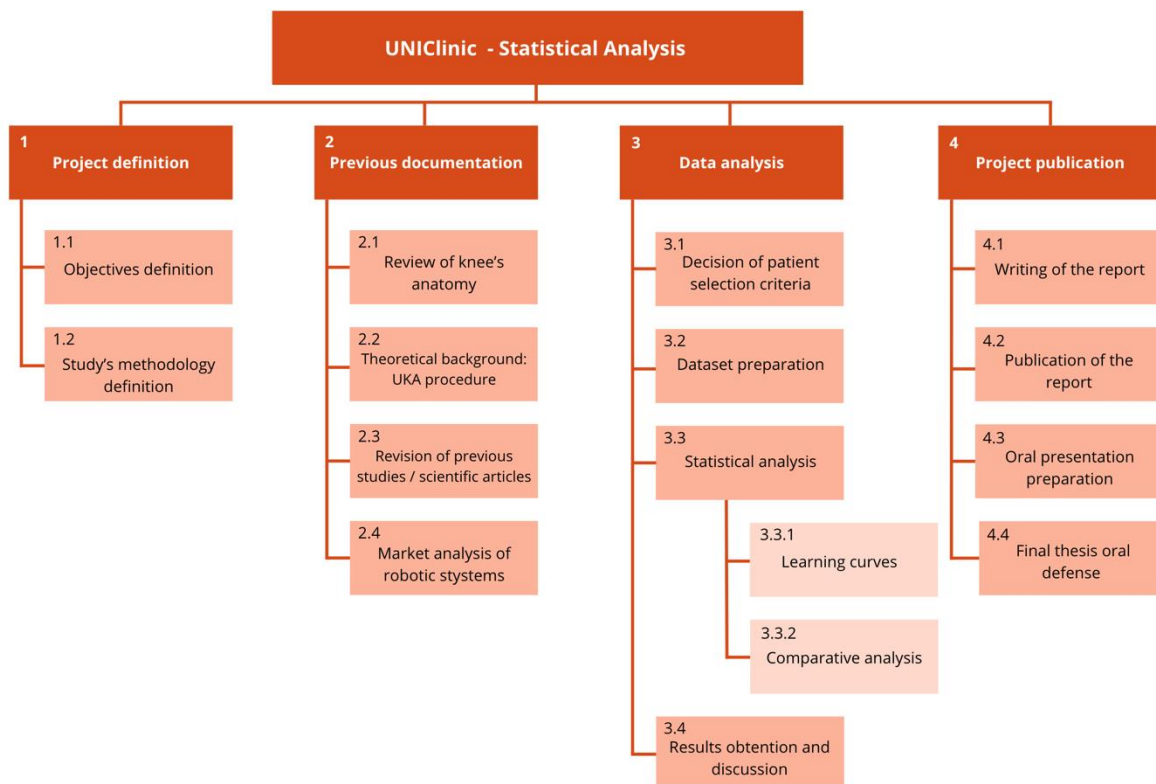 UNIClinic - Statistical Analysis
1
Project definition
1.1
Objectives definition
1.2
Study's methodology
definition
2
Previous documentation
2.1
Review of knee's
anatomy
2.2
Theoretical background:
UKA procedure
2.3
Revision of previous
studies / scientific articles
2.4
Market analysis of
robotic stystems
3
Data analysis
3.1
Decision of patient
selection criteria
3.2
Dataset preparation
3.3
Statistical analysis
3.3.1
Learning curves
3.3.2
Comparative analysis
3.4
Results obtention and
discussion
4
Project publication
4.1
Writing of the report
4.2
Publication of the
report
4.3
Oral presentation
preparation
4.4
Final thesis oral
defense